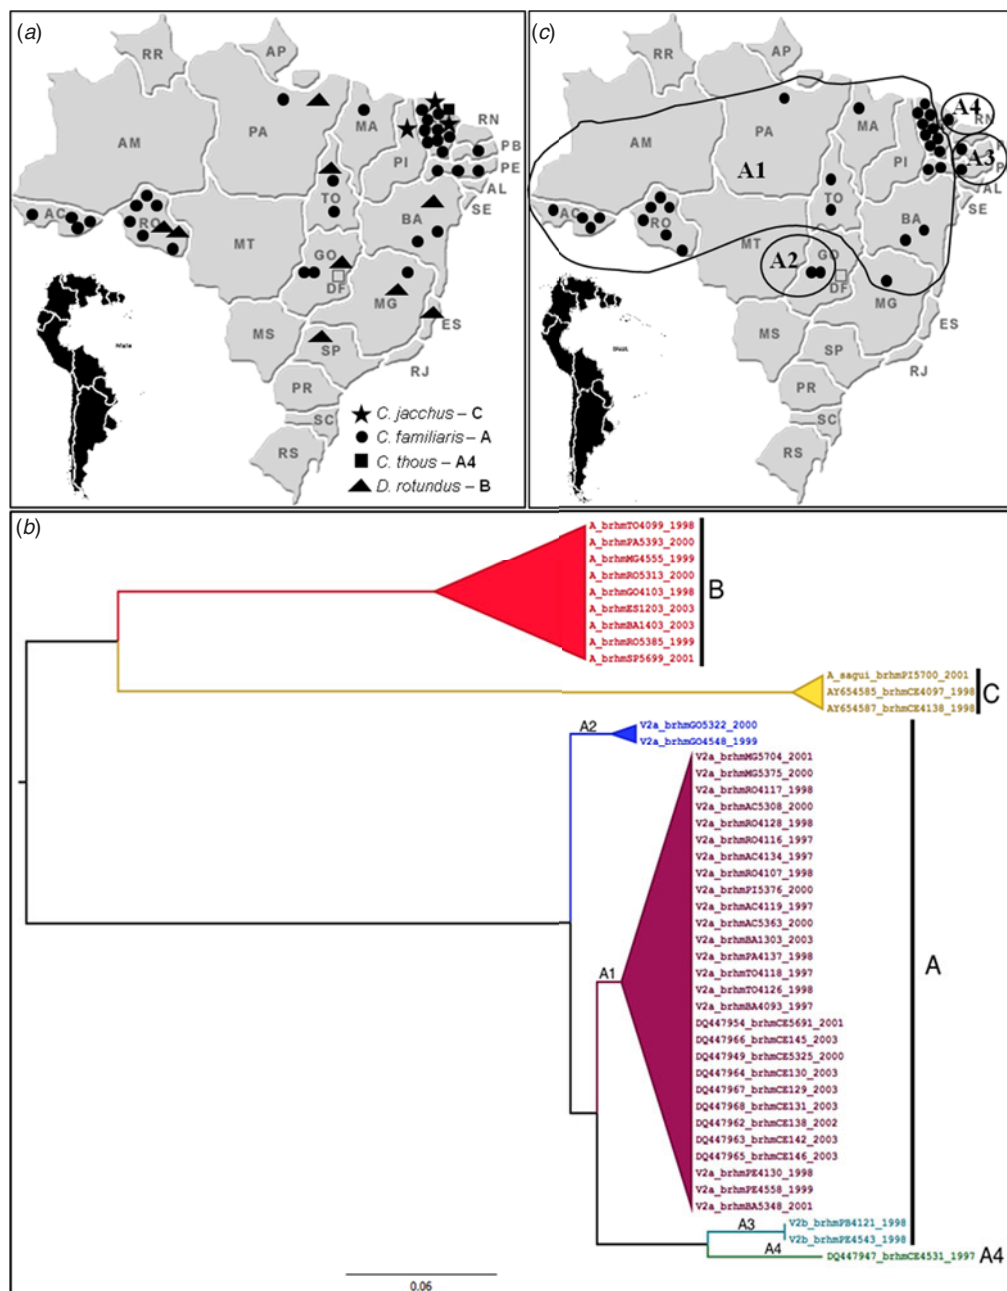 (a)
RR
AP
AM
PA
MA
RN
PB
PI
PE
AL
SE
AC
RO
TO
BA
MT
GO
DF
MG
ES
MS
SP
RJ
PR
SC
RS
C. jacchus – C
C. familiaris – A
C. thous – A4
D. rotundus – B
(c)
RR
AP
AM
PA
MA
A4
RN
A3
PI
A1
AL
SE
AC
RO
TO
BA
MT
GO
A2
DF
MG
ES
MS
SP
RJ
PR
SC
RS
(b)
A_brhmTO4099_1998
A_brhmPA5393_2000
A_brhmMG4555_1999
A_brhmRO5313_2000
A_brhmGO4103_1998
A_brhmES1203_2003
A_brhmBA1403_2003
A_brhmRO5385_1999
A_brhmSP5699_2001
B
A_sagui_brhmPI5700_2001
AY654585_brhmCE4097_1998
AY654587_brhmCE4138_1998
C
A2
V2a_brhmGO5322_2000
V2a_brhmGO4548_1999
V2a_brhmMG5704_2001
V2a_brhmMG5375_2000
V2a_brhmRO4117_1998
V2a_brhmAC5308_2000
V2a_brhmRO4128_1998
V2a_brhmRO4116_1997
V2a_brhmAC4134_1997
V2a_brhmRO4107_1998
V2a_brhmPI5376_2000
V2a_brhmAC4119_1997
V2a_brhmAC5363_2000
V2a_brhmBA1303_2003
V2a_brhmPA4137_1998
V2a_brhmTO4118_1997
V2a_brhmTO4126_1998
V2a_brhmBA4093_1997
DQ447954_brhmCE5691_2001
DQ447966_brhmCE145_2003
DQ447949_brhmCE5325_2000
DQ447964_brhmCE130_2003
DQ447967_brhmCE129_2003
DQ447968_brhmCE131_2003
DQ447962_brhmCE138_2002
DQ447963_brhmCE142_2003
DQ447965_brhmCE146_2003
V2a_brhmPE4130_1998
V2a_brhmPE4558_1999
V2a_brhmBA5348_2001
A1
A
A3
V2b_brhmPB4121_1998
V2b_brhmPE4543_1998
A4
DQ447947_brhmCE4531_1997
A4
0.06